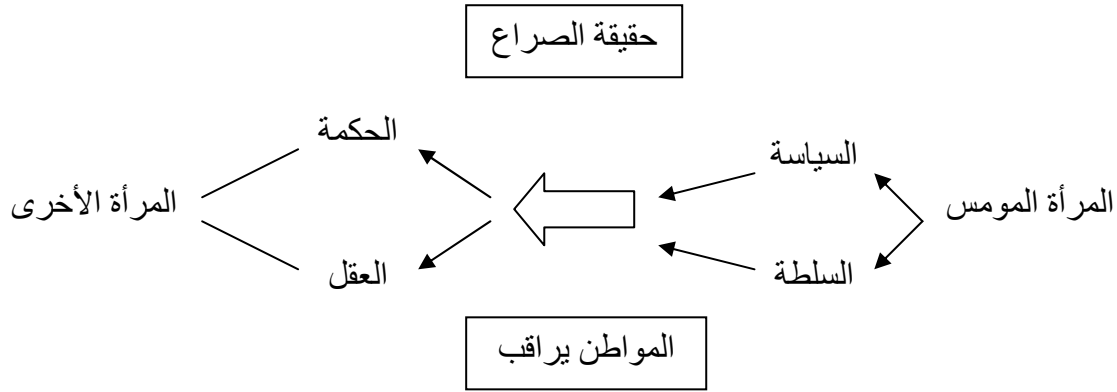 حقيقة الصراع
الحكمة
السياسة
المرأة المومس
المرأة الأخرى
السلطة
العقل
المواطن يراقب